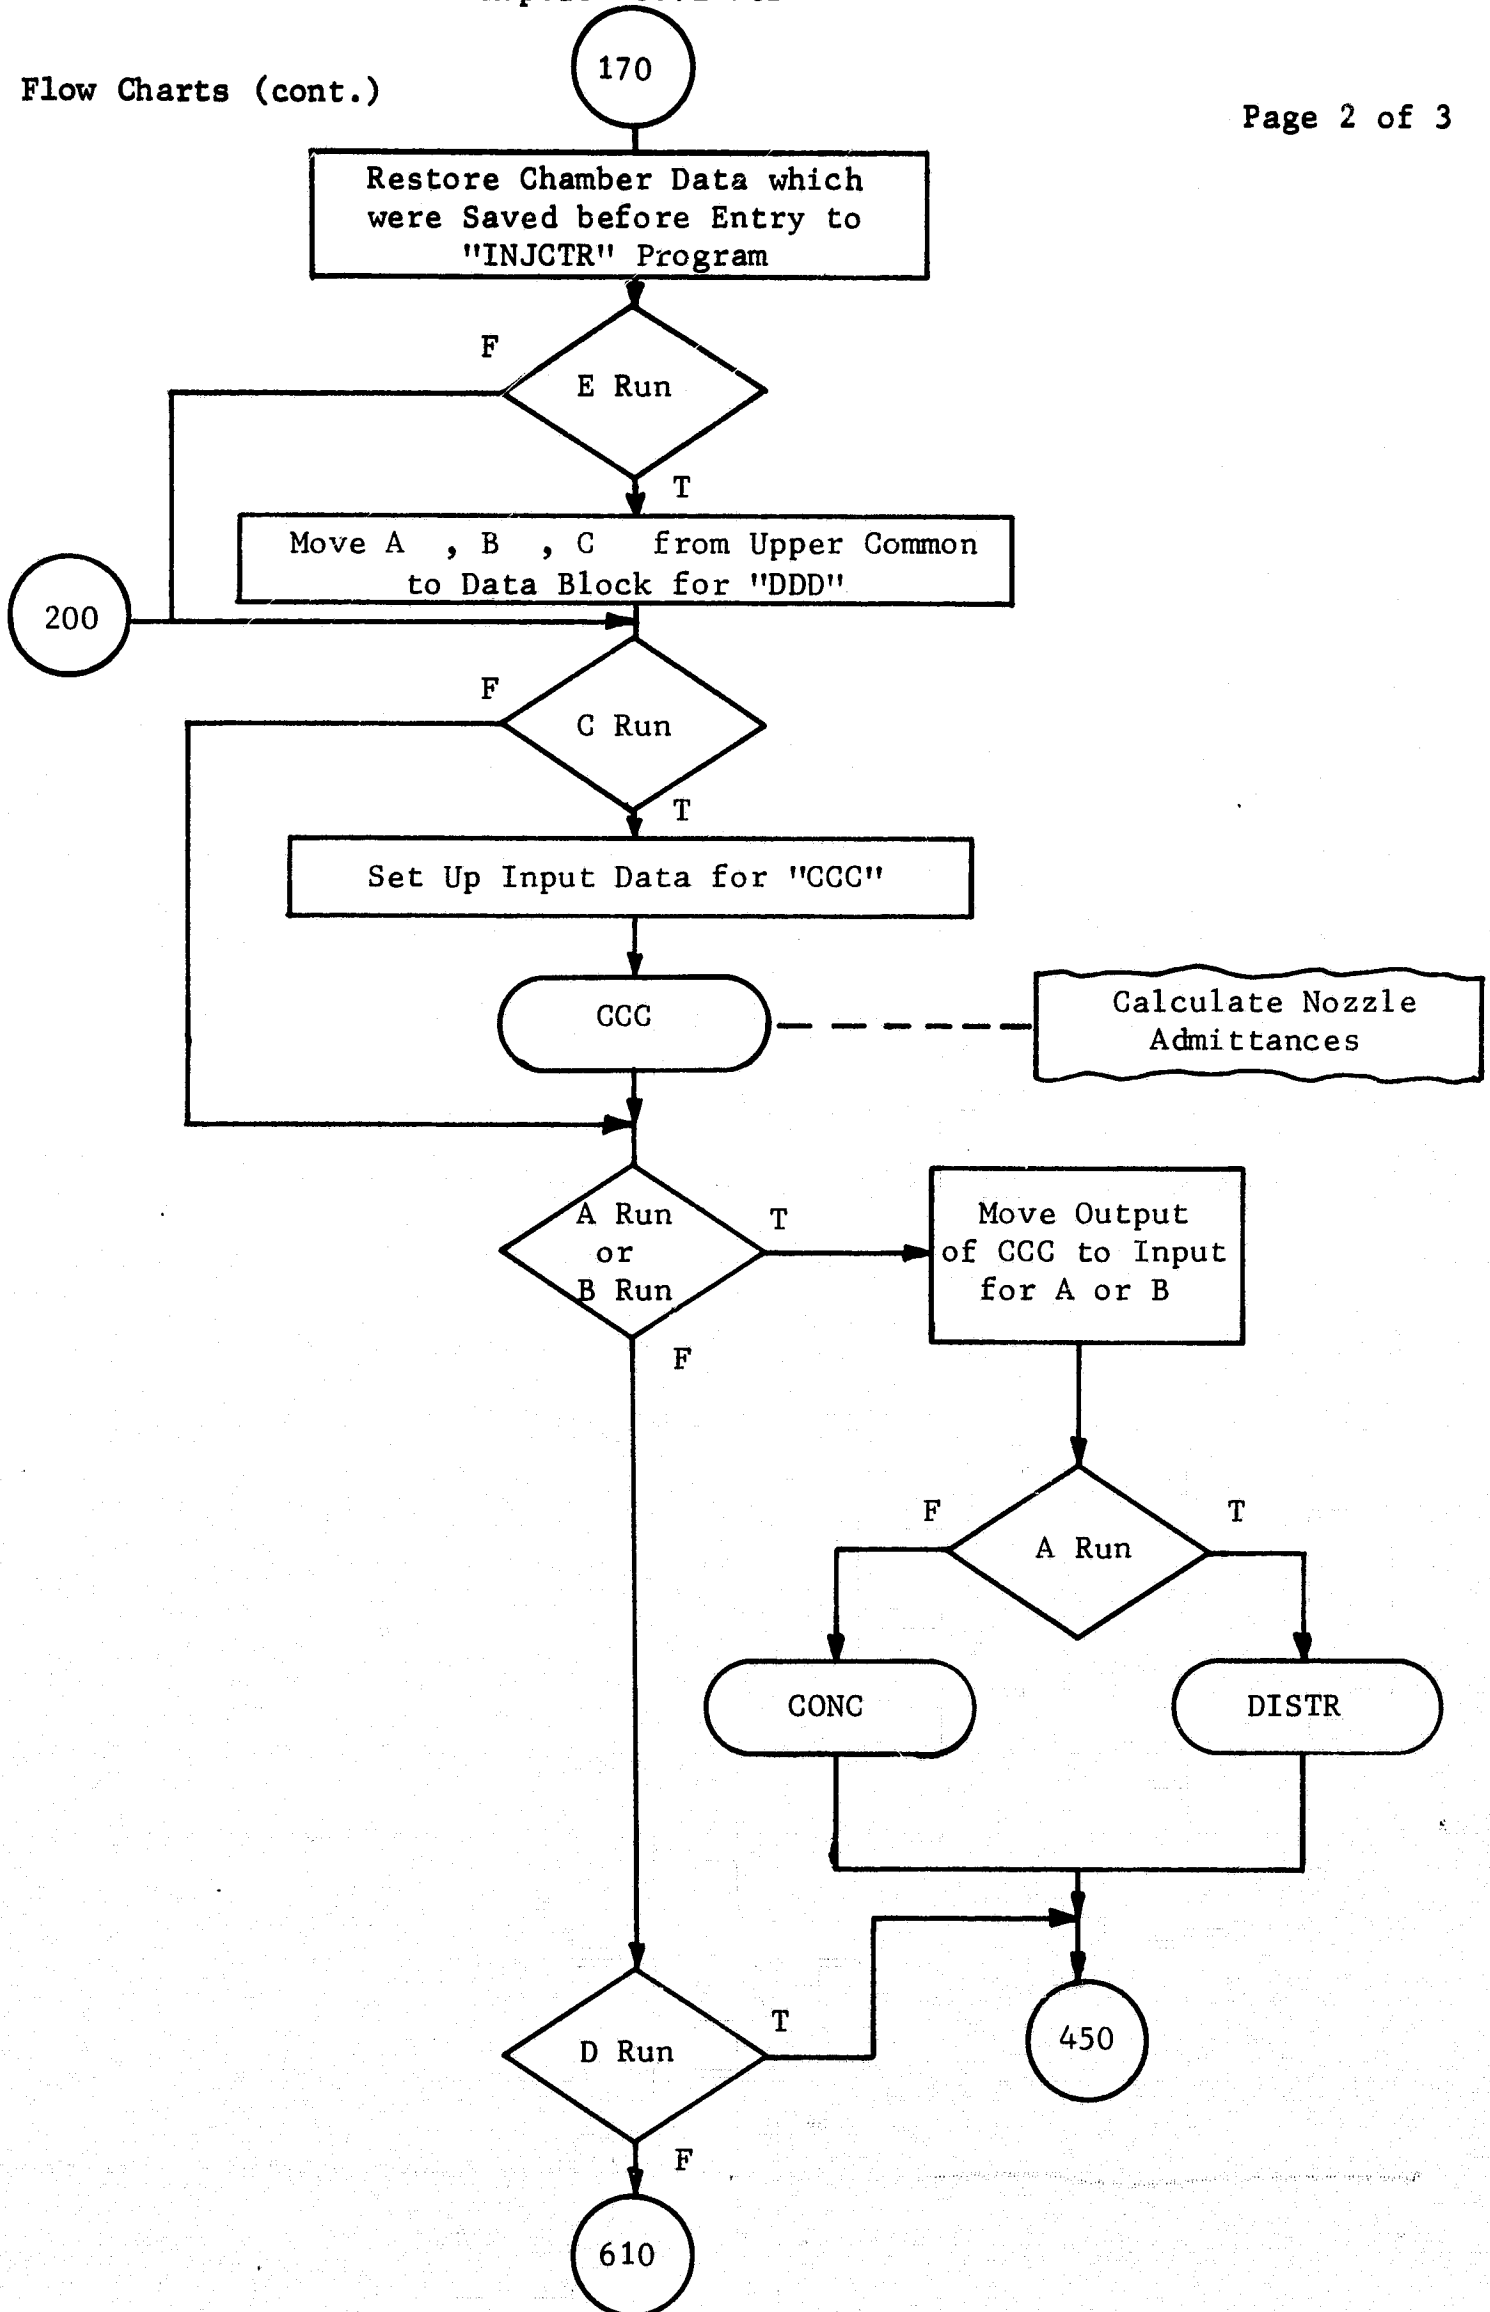 170
Flow Charts (cont.)
Page 2 of 3
Restore Chamber Data which
were Saved before Entry to
"INJCTR" Program
F
E Run
T
Move A , B , C from Upper Common
to Data Block for "DDD"
200
F
C Run
T
Set Up Input Data for "CCC"
CCC
Calculate Nozzle
Admittances
A Run
or
B Run
T
F
Move Output
of CCC to Input
for A or B
F
A Run
T
CONC
DISTR
D Run
T
450
F
610